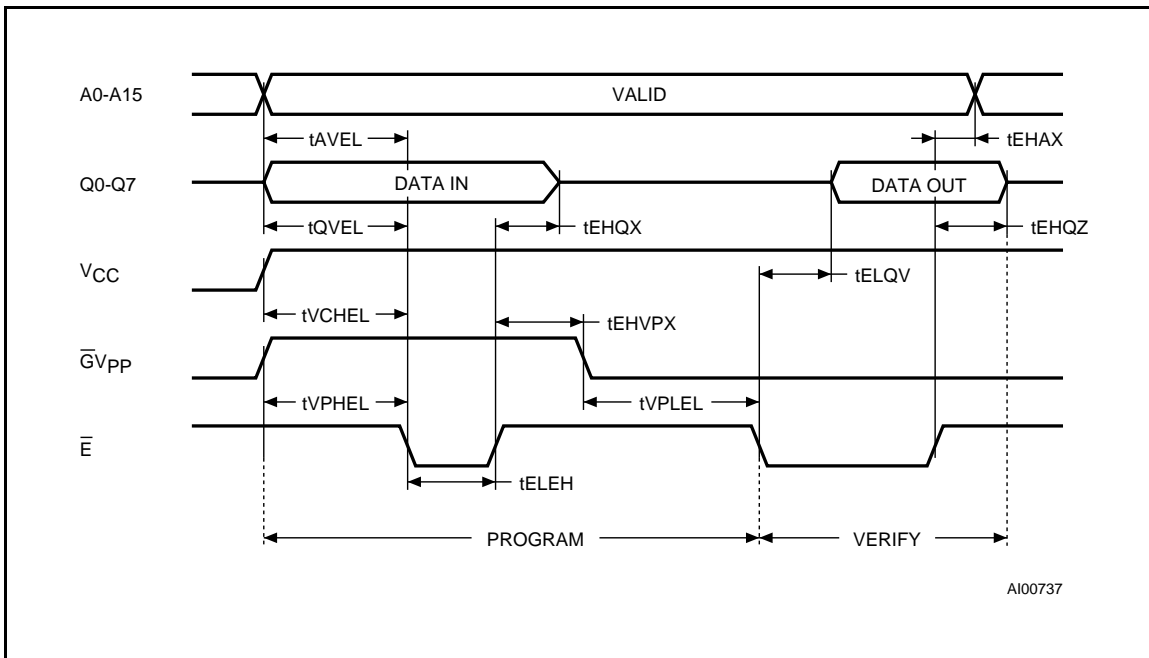 A0-A15
VALID
tAVEL
tEHAX
Q0-Q7
DATA IN
DATA OUT
tQVEL
tEHQX
tEHQZ
VCC
tELQV
tVCHEL
tEHVPX
G̅VPP
tVPHEL
tVPLEL
E̅
tELEH
PROGRAM
VERIFY
AI00737